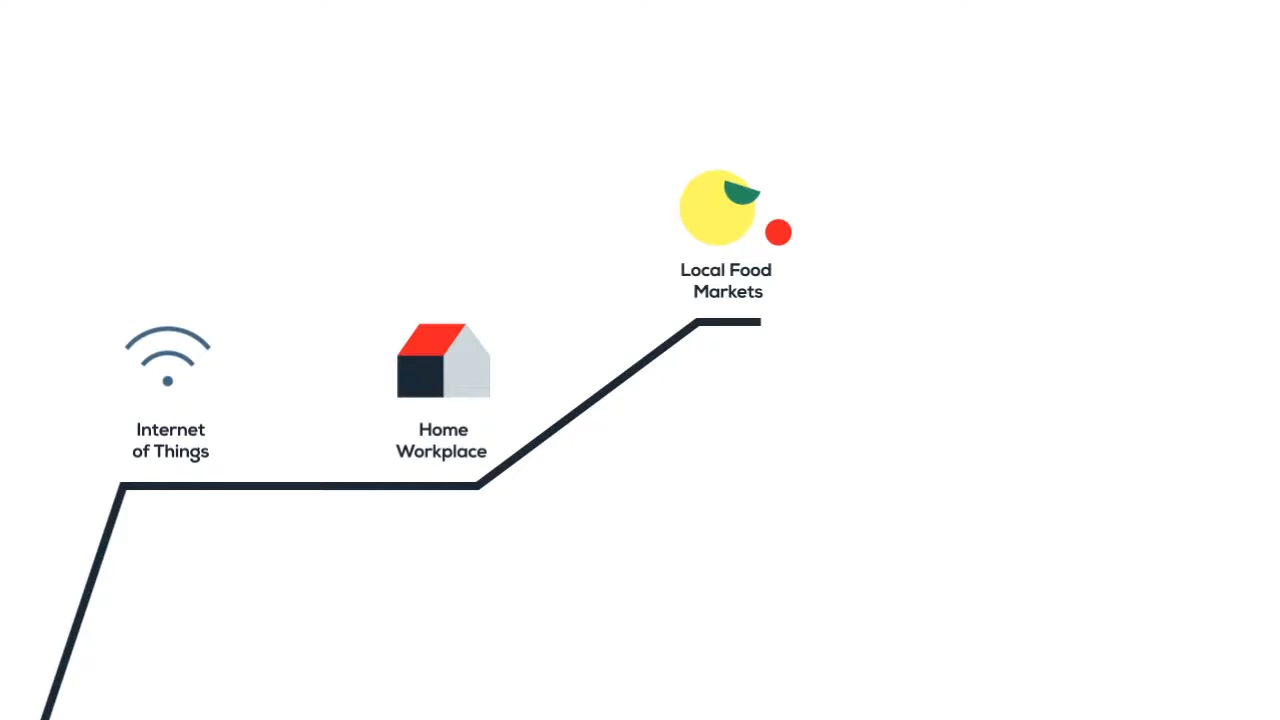 Local Food
Markets
Internet
of Things
Home
Workplace